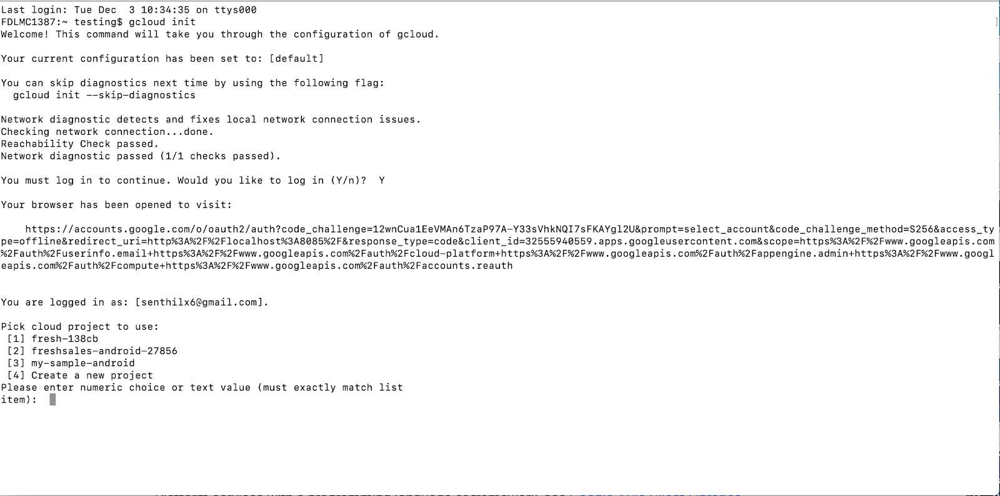 Last login: Tue Dec  3 10:34:35 on ttys000
FDLMC1387:~ testing$ gcloud init
Welcome! This command will take you through the configuration of gcloud.
Your current configuration has been set to: [default]
You can skip diagnostics next time by using the following flag:
  gcloud init --skip-diagnostics
Network diagnostic detects and fixes local network connection issues.
Checking network connection...done.
Reachability Check passed.
Network diagnostic passed (1/1 checks passed).
You must log in to continue. Would you like to log in (Y/n)?  Y
Your browser has been opened to visit:
    https://accounts.google.com/o/oauth2/auth?code_challenge=12wnCua1EeVMAn6TzaP97A-Y33sVhkNQI7sFKAYgl2U&prompt=select_account&code_challenge_method=S256&access_ty
pe=offline&redirect_uri=http%3A%2F%2Flocalhost%3A8085%2F&response_type=code&client_id=32555940559.apps.googleusercontent.com&scope=https%3A%2F%2Fwww.googleapis.com
%2Fauth%2Fuserinfo.email+https%3A%2F%2Fwww.googleapis.com%2Fauth%2Fcloud-platform+https%3A%2F%2Fwww.googleapis.com%2Fauth%2Fappengine.admin+https%3A%2F%2Fwww.googl
eapis.com%2Fauth%2Fcompute+https%3A%2F%2Fwww.googleapis.com%2Fauth%2Faccounts.reauth
You are logged in as: [senthilx6@gmail.com].
Pick cloud project to use:
 [1] fresh-138cb
 [2] freshsales-android-27856
 [3] my-sample-android
 [4] Create a new project
Please enter numeric choice or text value (must exactly match list
item):